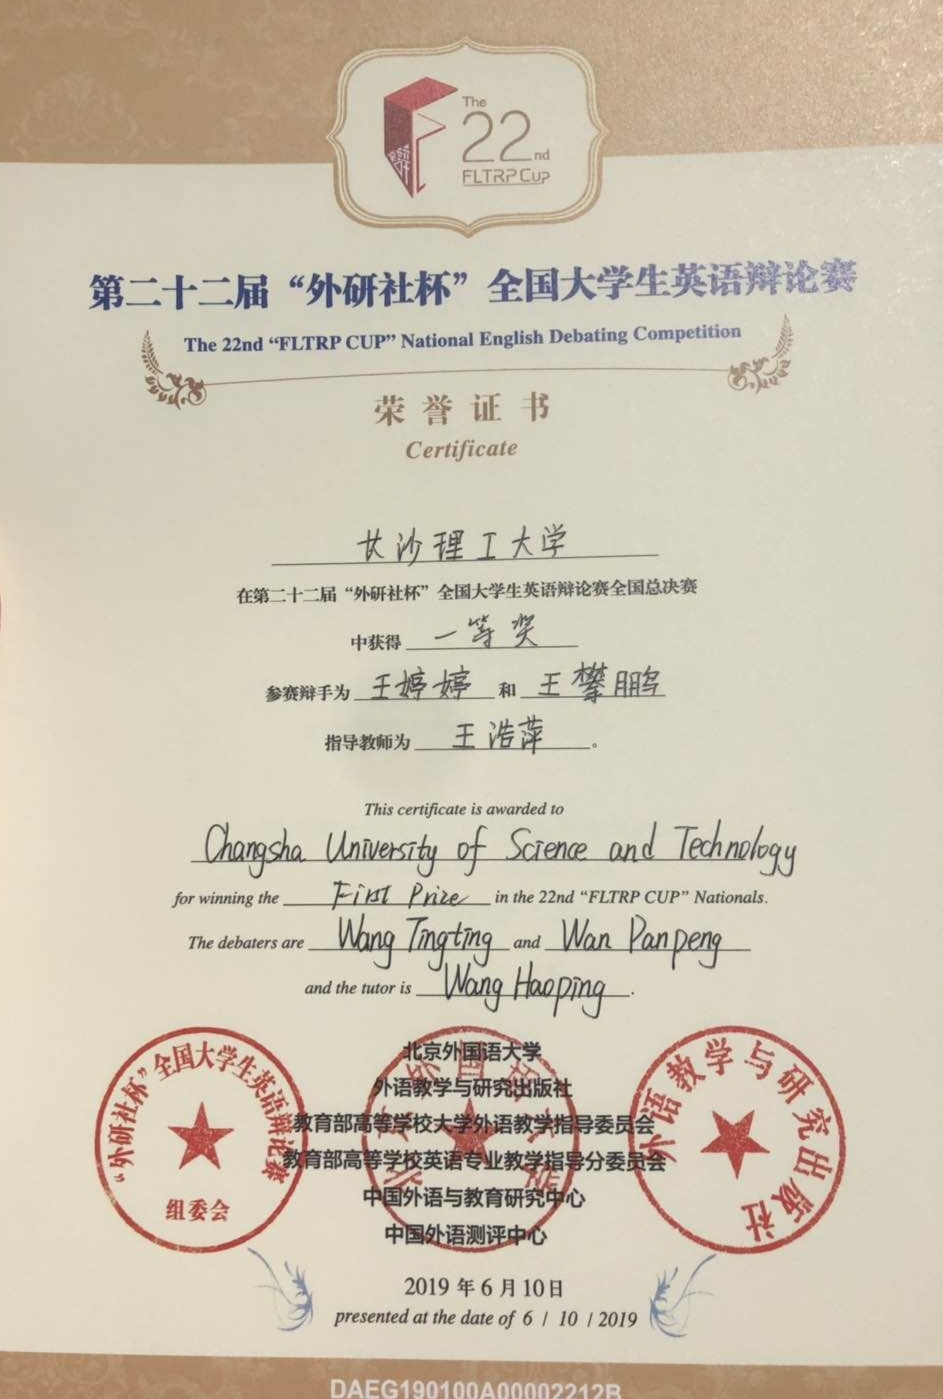 The
22nd
FLTRP Cup
第二十二届“外研社杯”全国大学生英语辩论赛
The 22nd “FLTRP CUP” National English Debating Competition
荣誉证书
Certificate
长沙理工大学
在第二十二届“外研社杯”全国大学生英语辩论赛全国总决赛
中获得 一等奖
参赛辩手为 王婷婷 和 王攀鹏
指导教师为 王浩萍。
This certificate is awarded to
Changsha University of Science and Technology
for winning the First Prize in the 22nd “FLTRP CUP” Nationals.
The debaters are Wang Tingting and Wan Panpeng
and the tutor is Wang Haoping.
“外研社杯”全国大学生英语辩论赛
组委会
北京外国语大学
外语教学与研究出版社
北京外国语大学
外语教学与研究出版社
教育部高等学校大学外语教学指导委员会
教育部高等学校英语专业教学指导分委员会
中国外语与教育研究中心
中国外语测评中心
2019 年 6 月 10 日
presented at the date of 6 / 10 / 2019
DAEG190100A00002212B